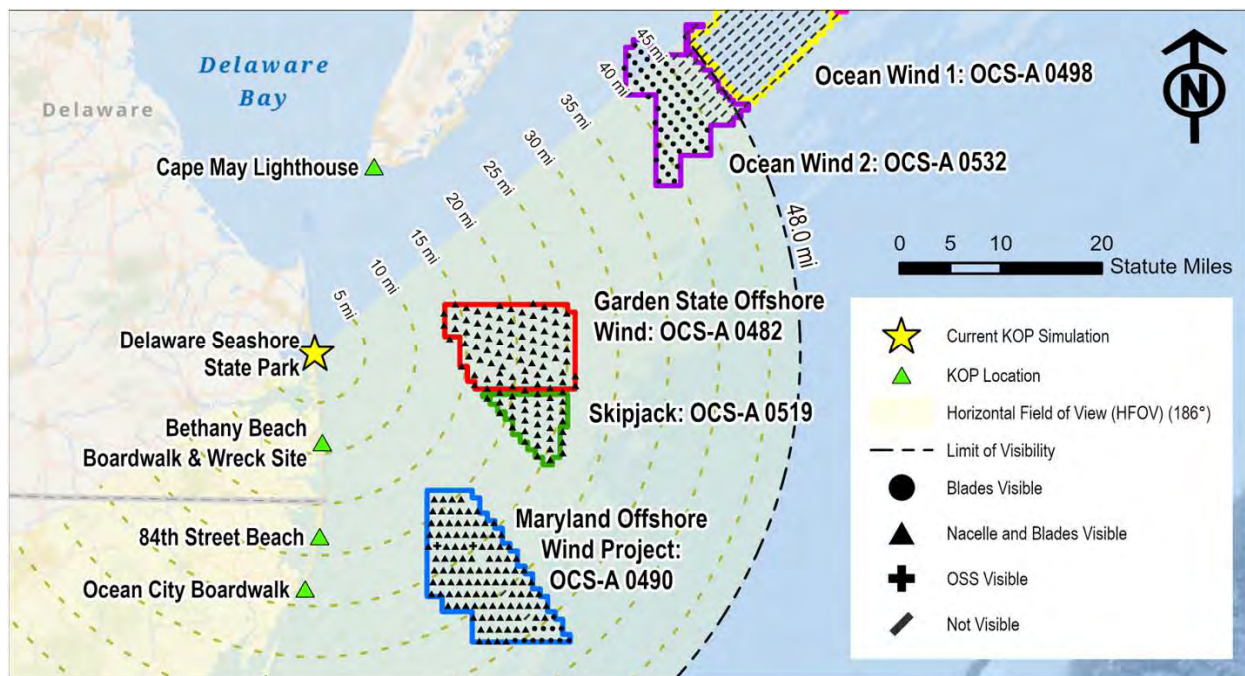 Delaware
Bay
Delaware
Cape May Lighthouse
Delaware Seashore
State Park
Bethany Beach
Boardwalk & Wreck Site
84th Street Beach
Ocean City Boardwalk
5 mi
10 mi
15 mi
20 mi
25 mi
30 mi
35 mi
40 mi
45 mi
48.0 mi
Ocean Wind 1: OCS-A 0498
Ocean Wind 2: OCS-A 0532
Garden State Offshore
Wind: OCS-A 0482
Skipjack: OCS-A 0519
Maryland Offshore
Wind Project:
OCS-A 0490
N
0 5 10 20
Statute Miles
Current KOP Simulation
KOP Location
Horizontal Field of View (HFOV) (186°)
Limit of Visibility
Blades Visible
Nacelle and Blades Visible
OSS Visible
Not Visible